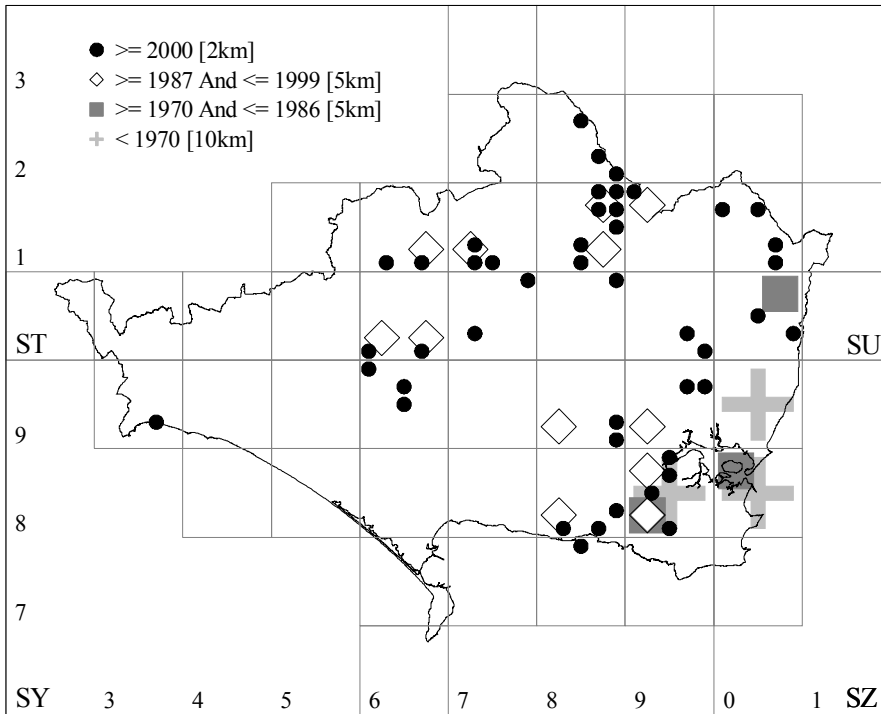 >= 2000 [2km]
>= 1987 And <= 1999 [5km]
>= 1970 And <= 1986 [5km]
< 1970 [10km]
3
2
1
ST SU
9
8
7
SY 3 4 5 6 7 8 9 0 1 SZ